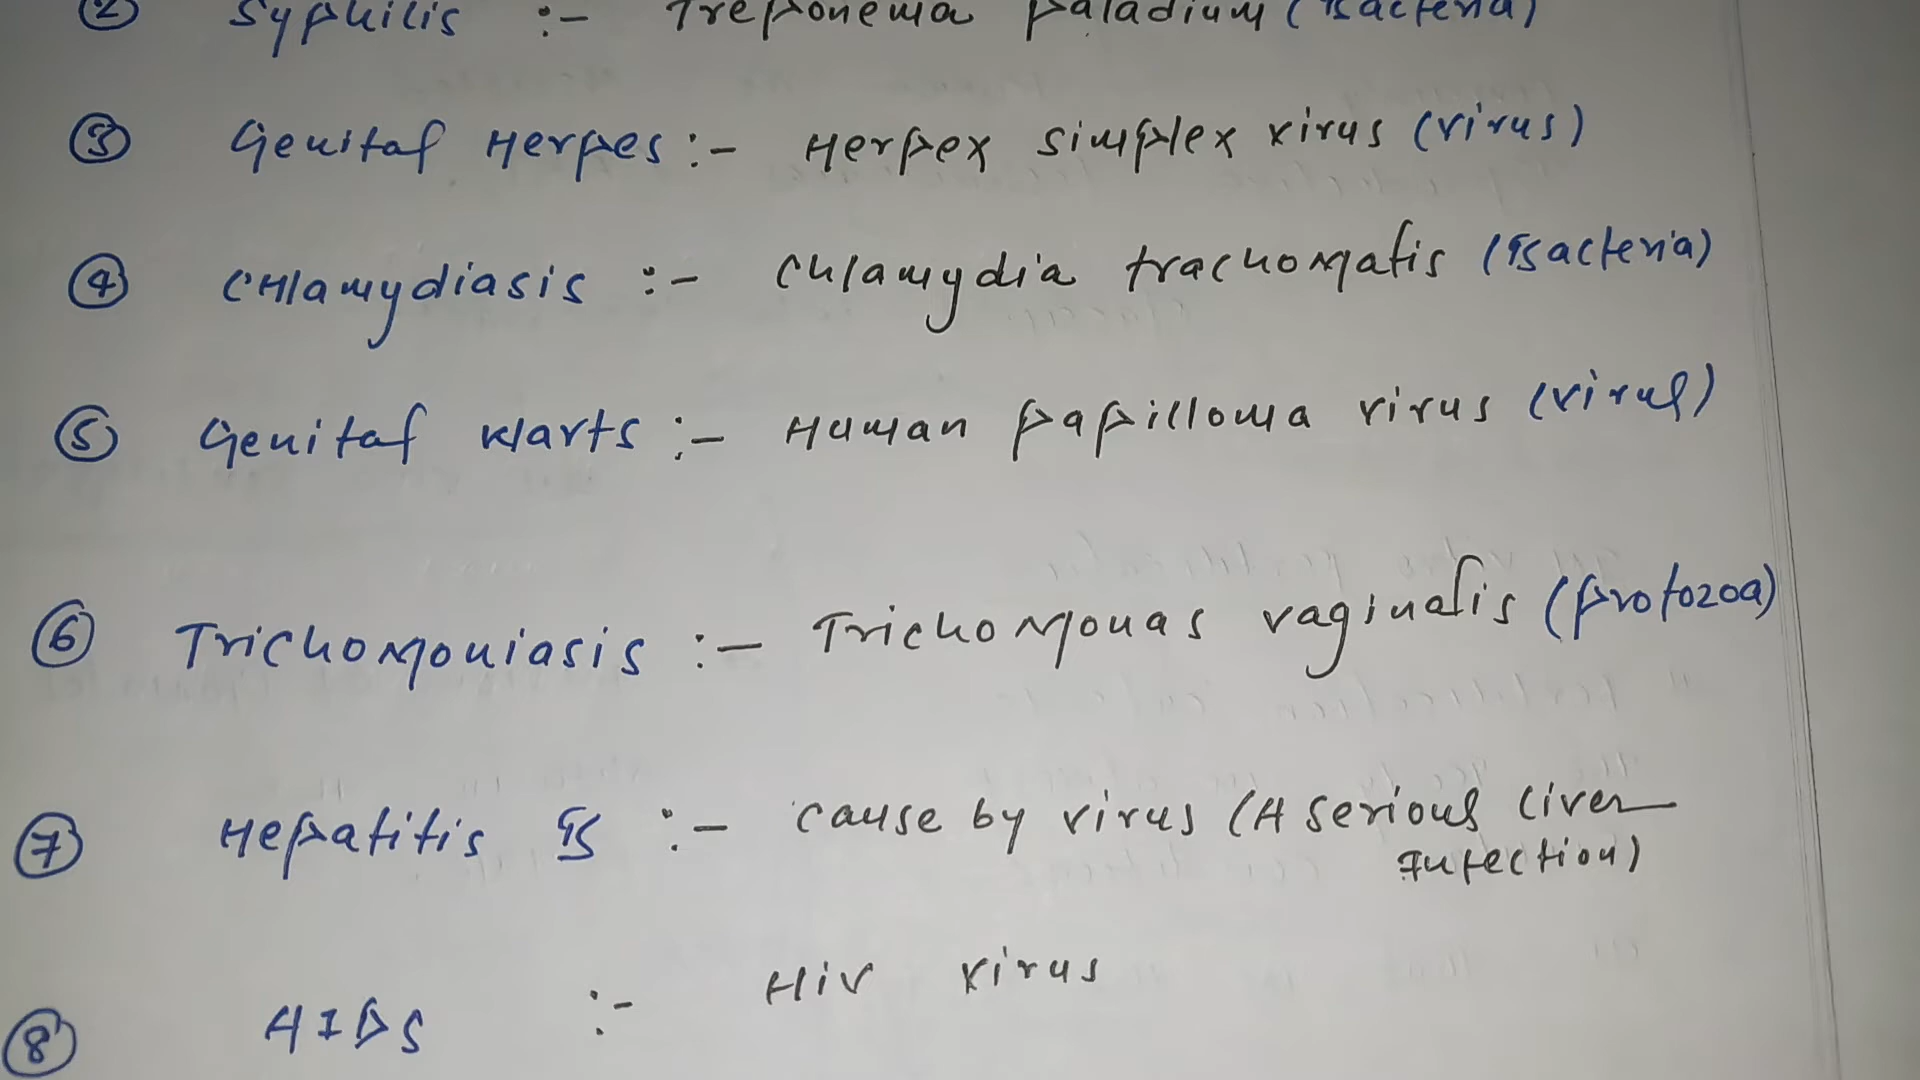 ② Syphilis :- Treponema paladium (Bacteria)
③ Genital Herpes :- Herpex simplex virus (virus)
④ Chlamydiasis :- Chlamydia trachomatis (Bacteria)
⑤ Genital Warts :- Human papilloma virus (virus)
⑥ Trichomoniasis :- Trichomonas vaginalis (protozoa)
⑦ Hepatitis B :- cause by virus (A serious liver
Infection)
⑧ AIDS :- HIV virus